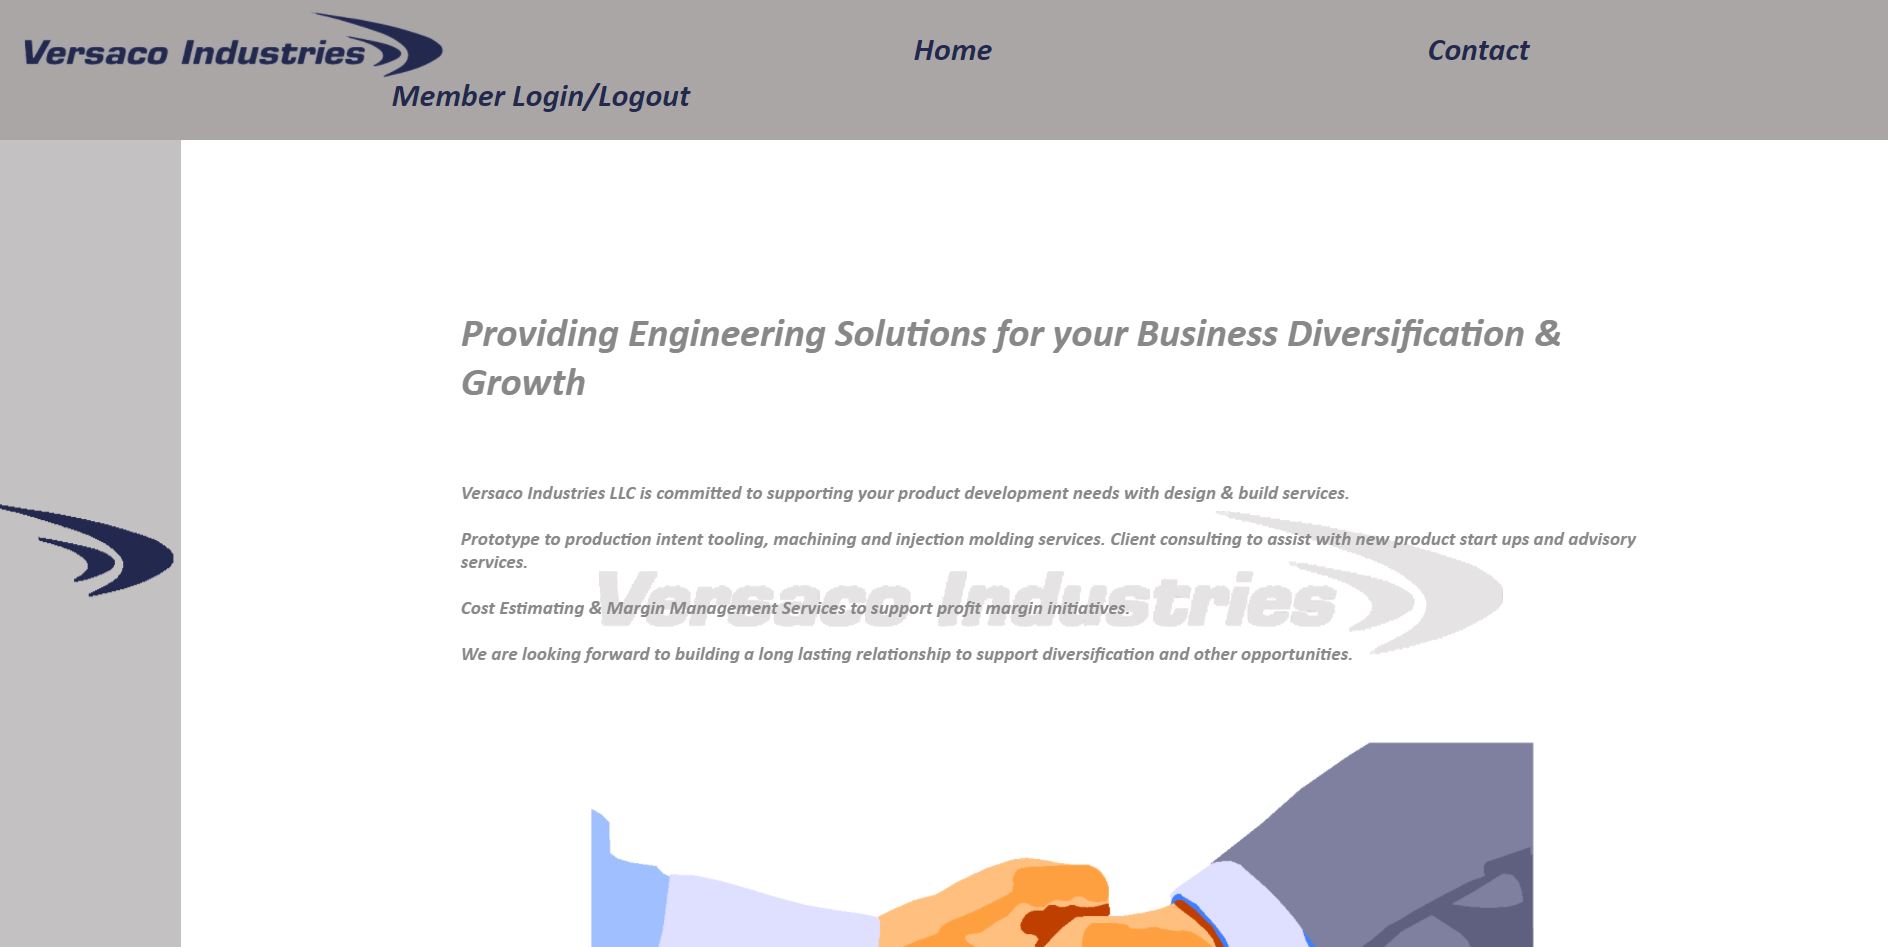 Versaco Industries
Home
Contact
Member Login/Logout
Providing Engineering Solutions for your Business Diversification &
Growth
Versaco Industries LLC is committed to supporting your product development needs with design & build services.
Prototype to production intent tooling, machining and injection molding services. Client consulting to assist with new product start ups and advisory
services.
Versaco Industries
Cost Estimating & Margin Management Services to support profit margin initiatives.
We are looking forward to building a long lasting relationship to support diversification and other opportunities.